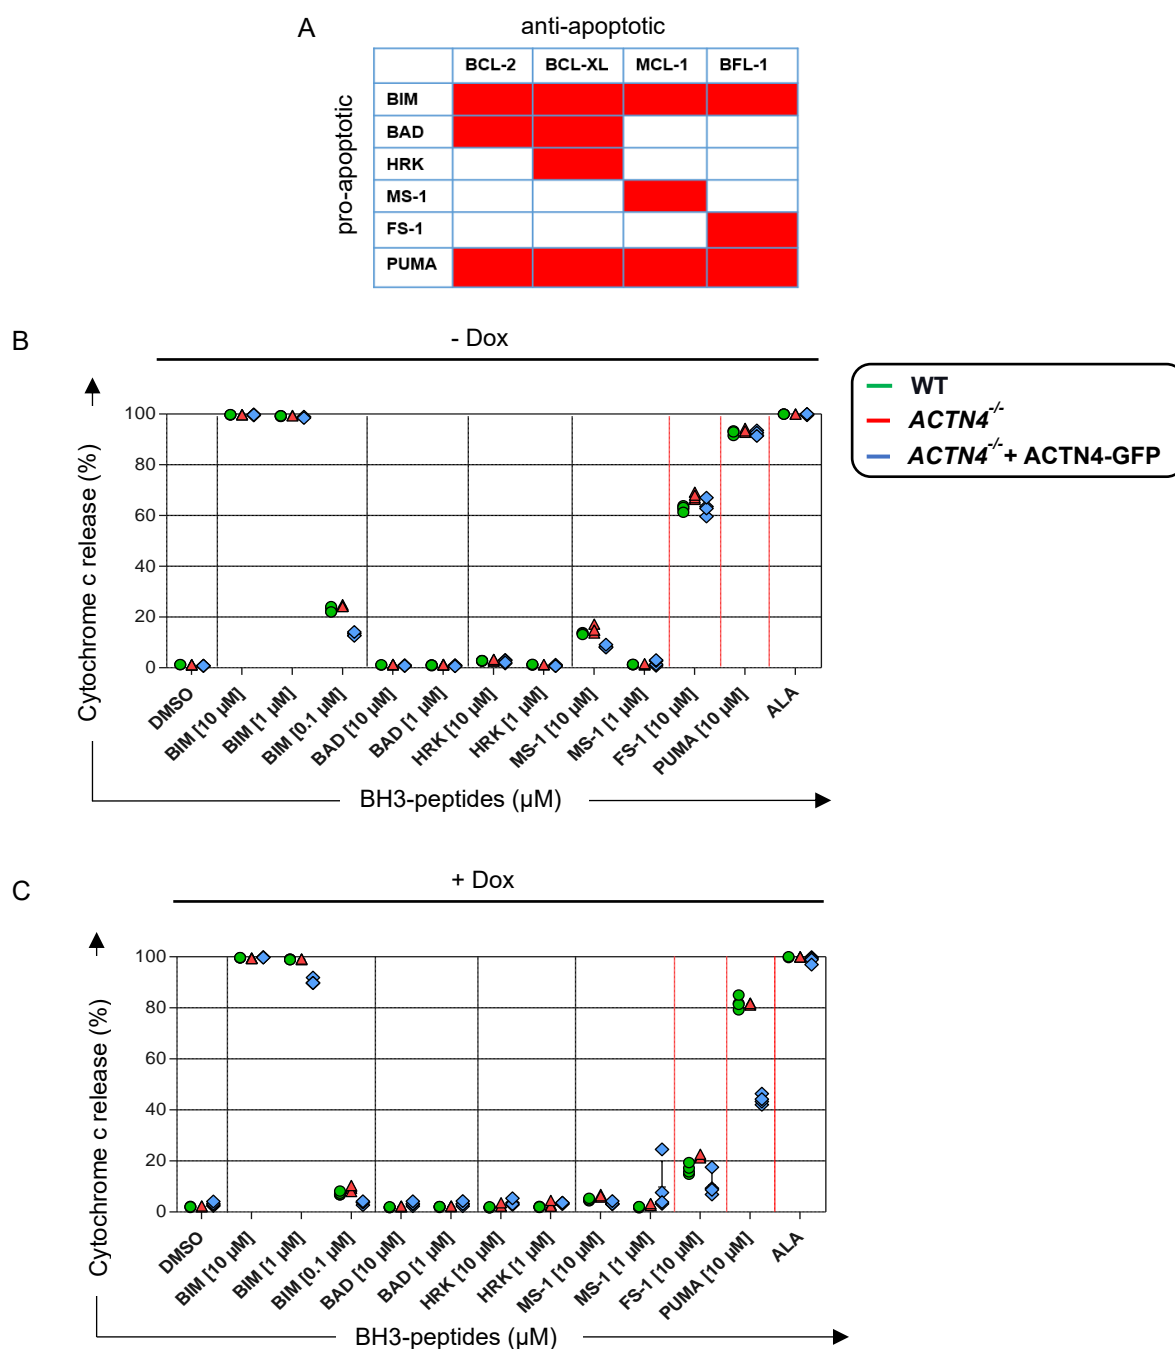 A
anti-apoptotic
pro-apoptotic
BCL-2 BCL-XL MCL-1 BFL-1
BIM
BAD
HRK
MS-1
FS-1
PUMA
B
- Dox
WT
ACTN4-/-
ACTN4-/- + ACTN4-GFP
Cytochrome c release (%)
100
80
60
40
20
0
DMSO
BIM [10 µM]
BIM [1 µM]
BIM [0.1 µM]
BAD [10 µM]
BAD [1 µM]
HRK [10 µM]
HRK [1 µM]
MS-1 [10 µM]
MS-1 [1 µM]
FS-1 [10 µM]
PUMA [10 µM]
ALA
BH3-peptides (µM)
C
+ Dox
Cytochrome c release (%)
100
80
60
40
20
0
DMSO
BIM [10 µM]
BIM [1 µM]
BIM [0.1 µM]
BAD [10 µM]
BAD [1 µM]
HRK [10 µM]
HRK [1 µM]
MS-1 [10 µM]
MS-1 [1 µM]
FS-1 [10 µM]
PUMA [10 µM]
ALA
BH3-peptides (µM)